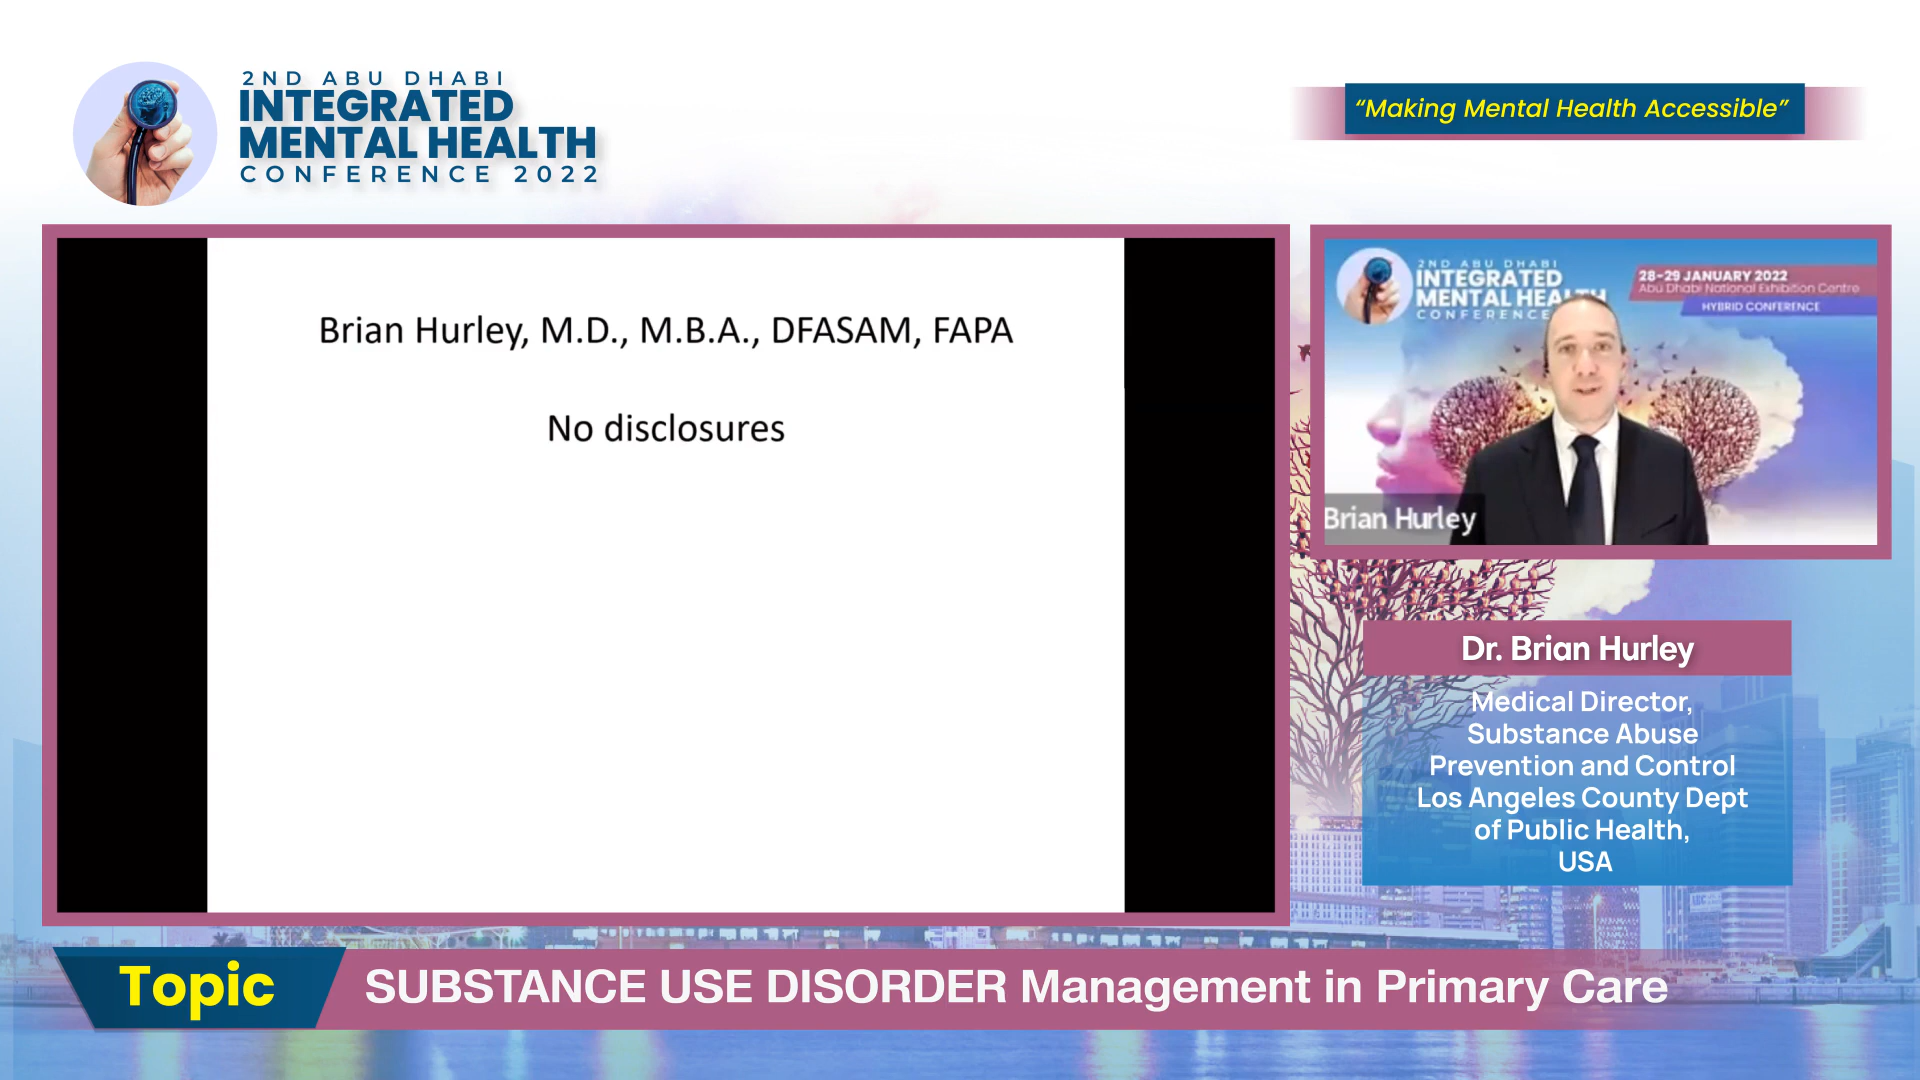 2ND ABU DHABI
INTEGRATED
MENTAL HEALTH
CONFERENCE 2022
“Making Mental Health Accessible”
Brian Hurley, M.D., M.B.A., DFASAM, FAPA
No disclosures
2ND ABU DHABI
INTEGRATED
MENTAL HEALTH
CONFERENCE
28-29 JANUARY 2022
Abu Dhabi National Exhibition Centre
HYBRID CONFERENCE
Brian Hurley
Dr. Brian Hurley
Medical Director,
Substance Abuse
Prevention and Control
Los Angeles County Dept
of Public Health,
USA
Topic
SUBSTANCE USE DISORDER Management in Primary Care